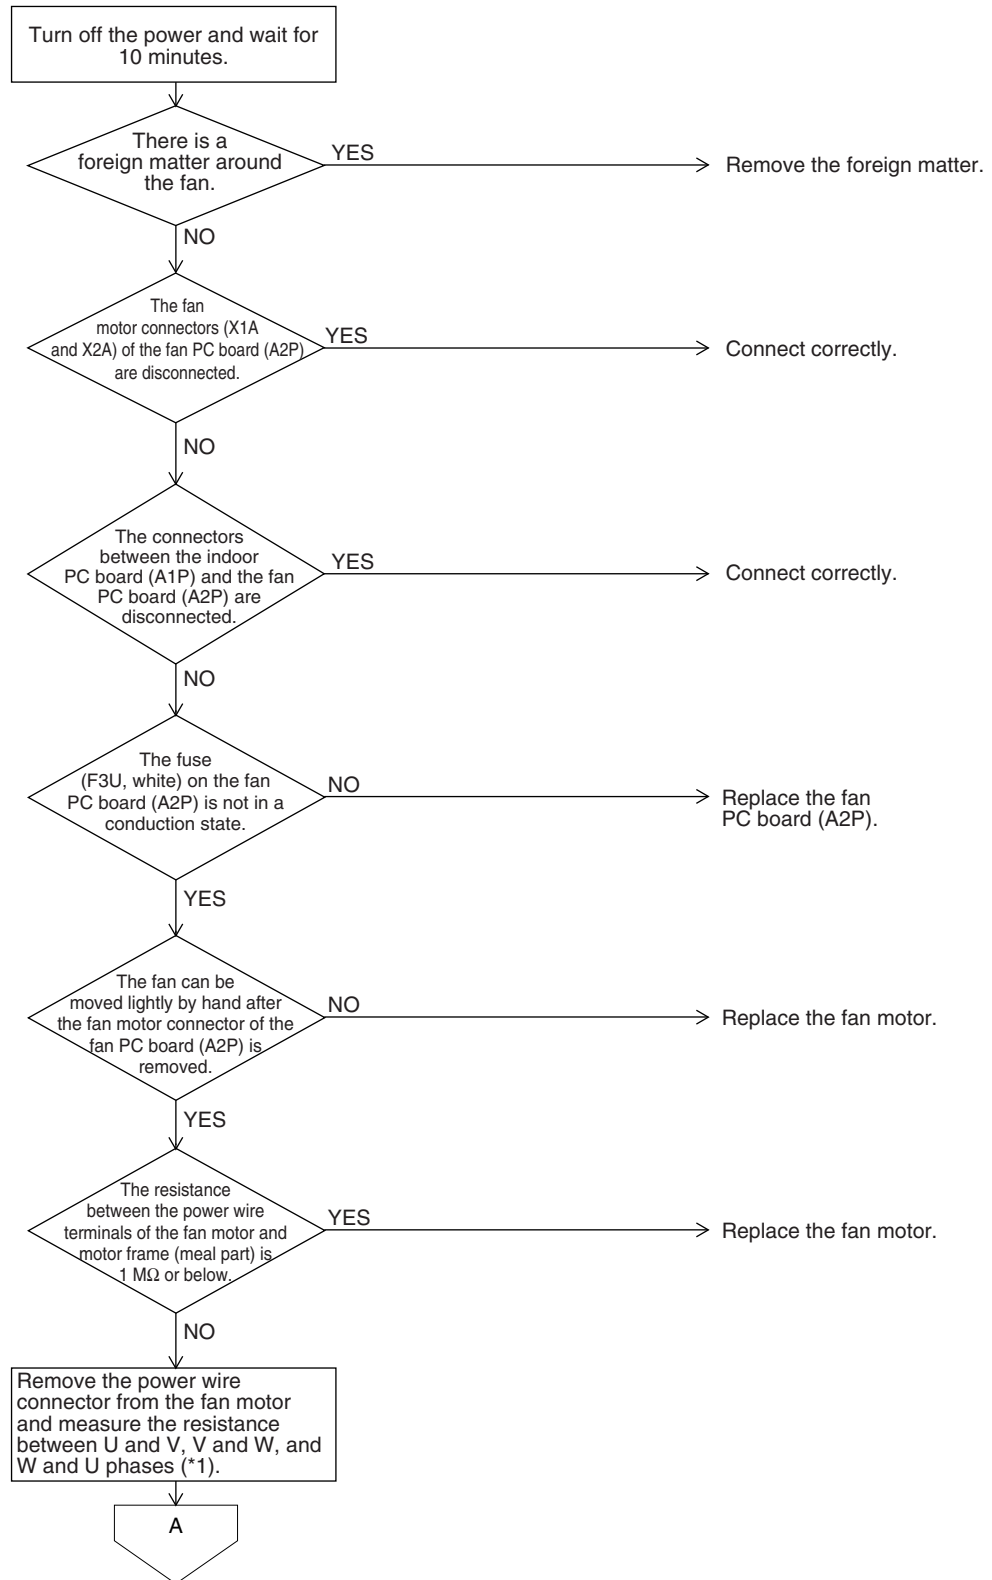 Turn off the power and wait for
10 minutes.
There is a
foreign matter around
the fan.
YES
Remove the foreign matter.
NO
The fan
motor connectors (X1A
and X2A) of the fan PC board (A2P)
are disconnected.
YES
Connect correctly.
NO
The connectors
between the indoor
PC board (A1P) and the fan
PC board (A2P) are
disconnected.
YES
Connect correctly.
NO
The fuse
(F3U, white) on the fan
PC board (A2P) is not in a
conduction state.
NO
Replace the fan
PC board (A2P).
YES
The fan can be
moved lightly by hand after
the fan motor connector of the
fan PC board (A2P) is
removed.
NO
Replace the fan motor.
YES
The resistance
between the power wire
terminals of the fan motor and
motor frame (meal part) is
1 MΩ or below.
YES
Replace the fan motor.
NO
Remove the power wire
connector from the fan motor
and measure the resistance
between U and V, V and W, and
W and U phases (*1).
A